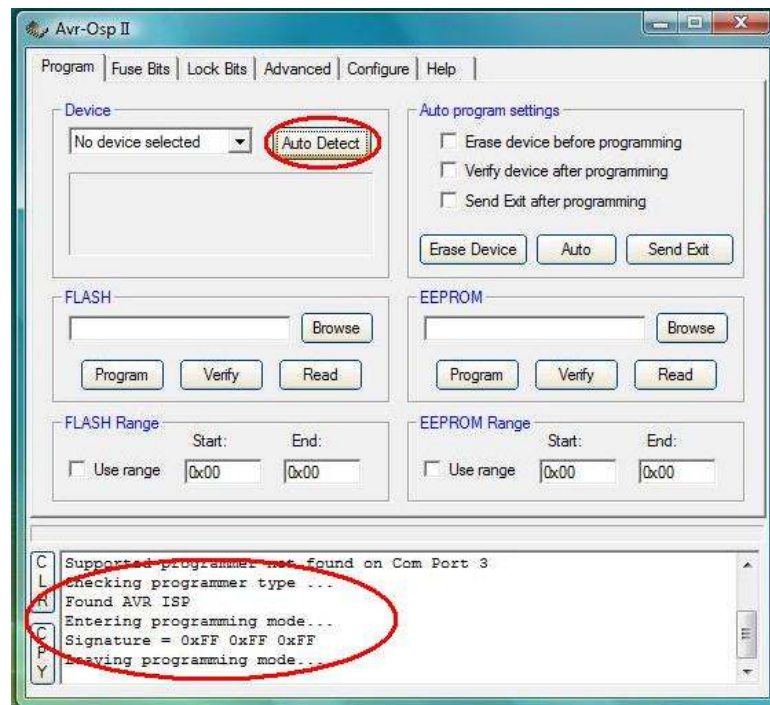 Avr-Osp II
Program Fuse Bits Lock Bits Advanced Configure Help
Device
No device selected
Auto Detect
Auto program settings
Erase device before programming
Verify device after programming
Send Exit after programming
Erase Device Auto Send Exit
FLASH
Browse
Program Verify Read
EEPROM
Browse
Program Verify Read
FLASH Range
Start: End:
Use range 0x00 0x00
EEPROM Range
Start: End:
Use range 0x00 0x00
CLR
CPY
Supported programmer not found on Com Port 3
Checking programmer type ...
Found AVR ISP
Entering programming mode...
Signature = 0xFF 0xFF 0xFF
Leaving programming mode...